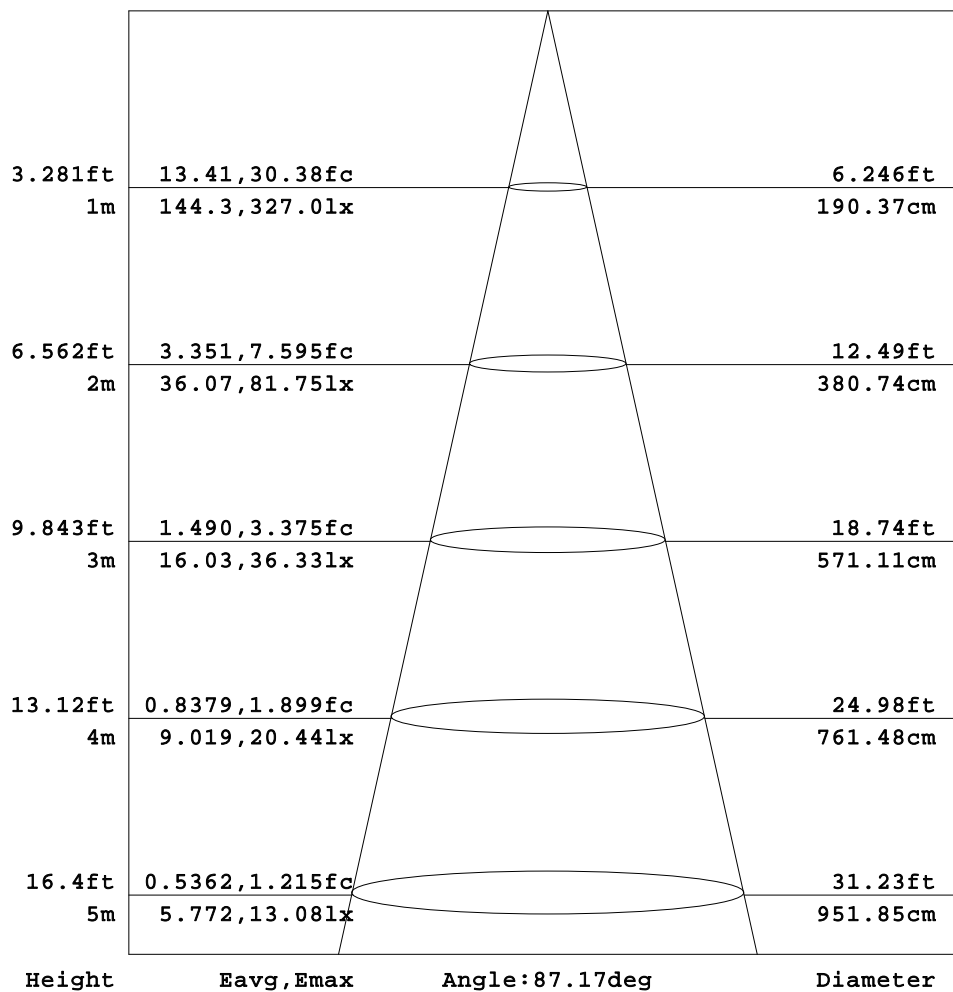 3.281ft 13.41,30.38fc 6.246ft
1m 144.3,327.0lx 190.37cm
6.562ft 3.351,7.595fc 12.49ft
2m 36.07,81.75lx 380.74cm
9.843ft 1.490,3.375fc 18.74ft
3m 16.03,36.33lx 571.11cm
13.12ft 0.8379,1.899fc 24.98ft
4m 9.019,20.44lx 761.48cm
16.4ft 0.5362,1.215fc 31.23ft
5m 5.772,13.08lx 951.85cm
Height Eavg,Emax Angle:87.17deg Diameter